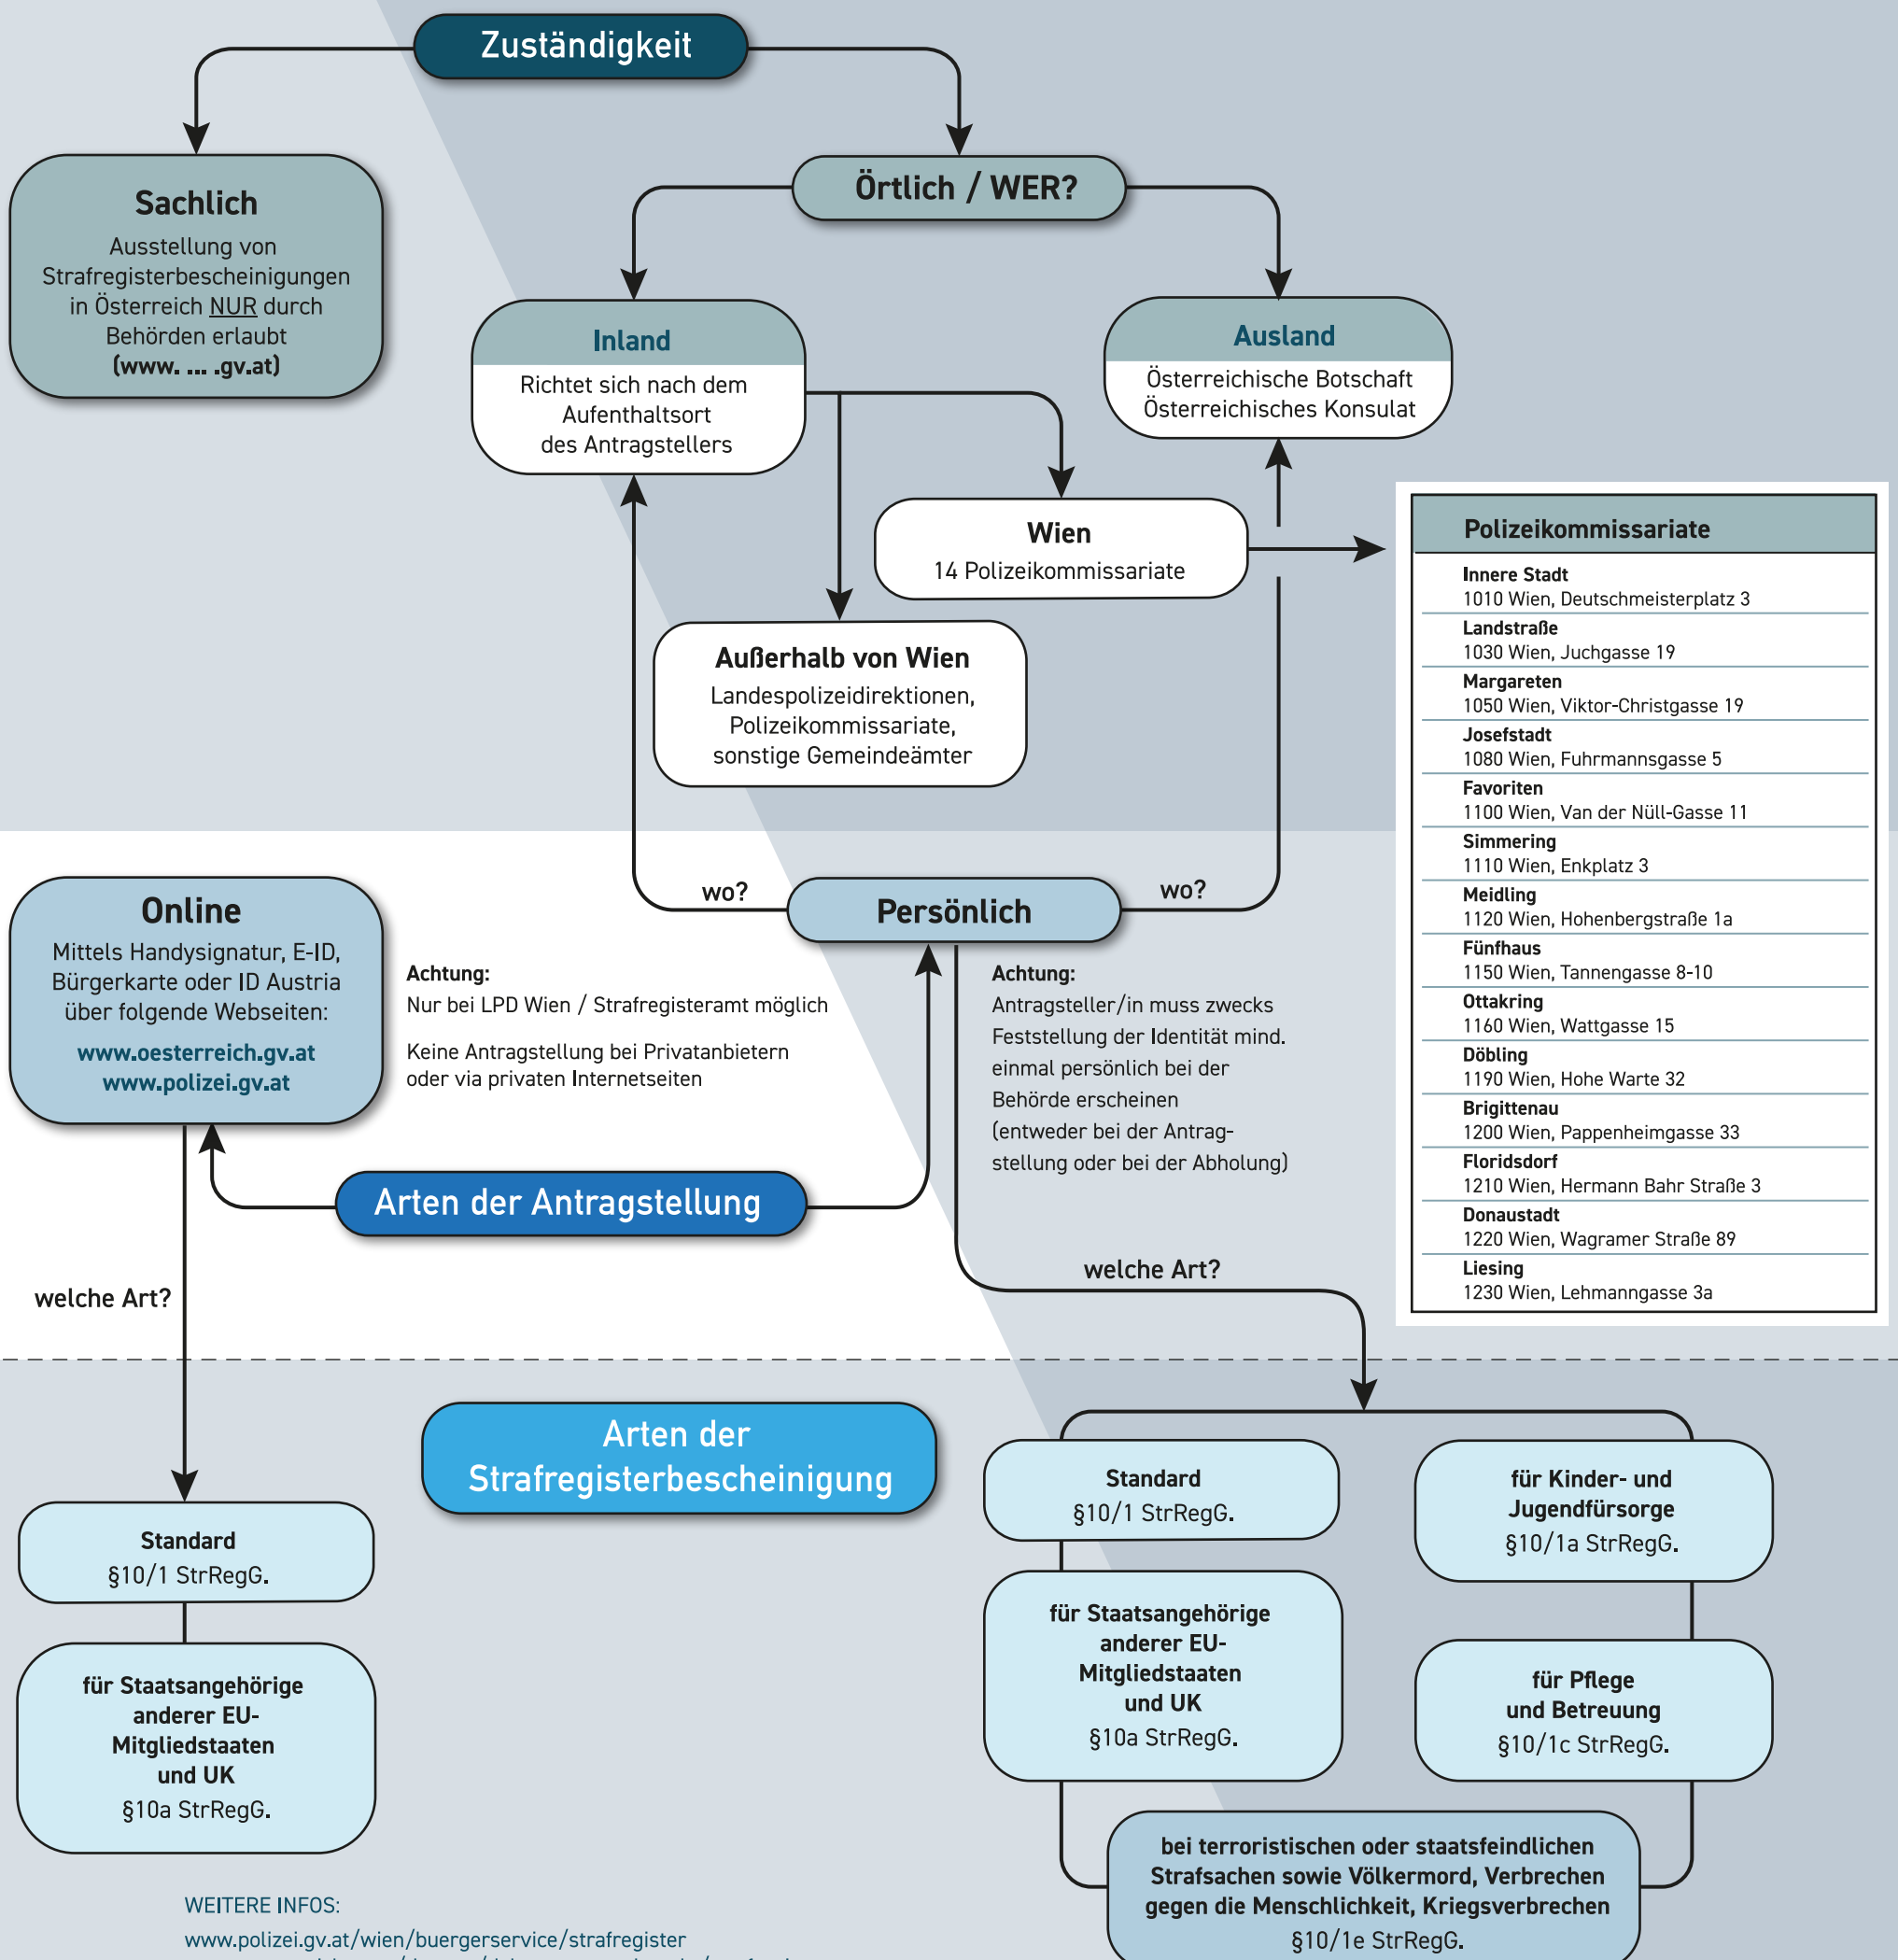 Zuständigkeit
Sachlich
Ausstellung von
Strafregisterbescheinigungen
in Österreich NUR durch
Behörden erlaubt
(www. ... .gv.at)
Örtlich / WER?
Inland
Richtet sich nach dem
Aufenthaltsort
des Antragstellers
Ausland
Österreichische Botschaft
Österreichisches Konsulat
Wien
14 Polizeikommissariate
Außerhalb von Wien
Landespolizeidirektionen,
Polizeikommissariate,
sonstige Gemeindeämter
Polizeikommissariate
Innere Stadt
1010 Wien, Deutschmeisterplatz 3
Landstraße
1030 Wien, Juchgasse 19
Margareten
1050 Wien, Viktor-Christgasse 19
Josefstadt
1080 Wien, Fuhrmannsgasse 5
Favoriten
1100 Wien, Van der Nüll-Gasse 11
Simmering
1110 Wien, Enkplatz 3
Meidling
1120 Wien, Hohenbergstraße 1a
Fünfhaus
1150 Wien, Tannengasse 8-10
Ottakring
1160 Wien, Wattgasse 15
Döbling
1190 Wien, Hohe Warte 32
Brigittenau
1200 Wien, Pappenheimgasse 33
Floridsdorf
1210 Wien, Hermann Bahr Straße 3
Donaustadt
1220 Wien, Wagramer Straße 89
Liesing
1230 Wien, Lehmanngasse 3a
wo?
Persönlich
wo?
Online
Mittels Handysignatur, E-ID,
Bürgerkarte oder ID Austria
über folgende Webseiten:
www.oesterreich.gv.at
www.polizei.gv.at
Achtung:
Nur bei LPD Wien / Strafregisteramt möglich
Keine Antragstellung bei Privatanbietern
oder via privaten Internetseiten
Achtung:
Antragsteller/in muss zwecks
Feststellung der Identität mind.
einmal persönlich bei der
Behörde erscheinen
(entweder bei der Antrag-
stellung oder bei der Abholung)
Arten der Antragstellung
welche Art?
welche Art?
Arten der
Strafregisterbescheinigung
Standard
§10/1 StrRegG.
für Staatsangehörige
anderer EU-
Mitgliedstaaten
und UK
§10a StrRegG.
Standard
§10/1 StrRegG.
für Kinder- und
Jugendfürsorge
§10/1a StrRegG.
für Staatsangehörige
anderer EU-
Mitgliedstaaten
und UK
§10a StrRegG.
für Pflege
und Betreuung
§10/1c StrRegG.
bei terroristischen oder staatsfeindlichen
Strafsachen sowie Völkermord, Verbrechen
gegen die Menschlichkeit, Kriegsverbrechen
§10/1e StrRegG.
WEITERE INFOS:
www.polizei.gv.at/wien/buergerservice/strafregister